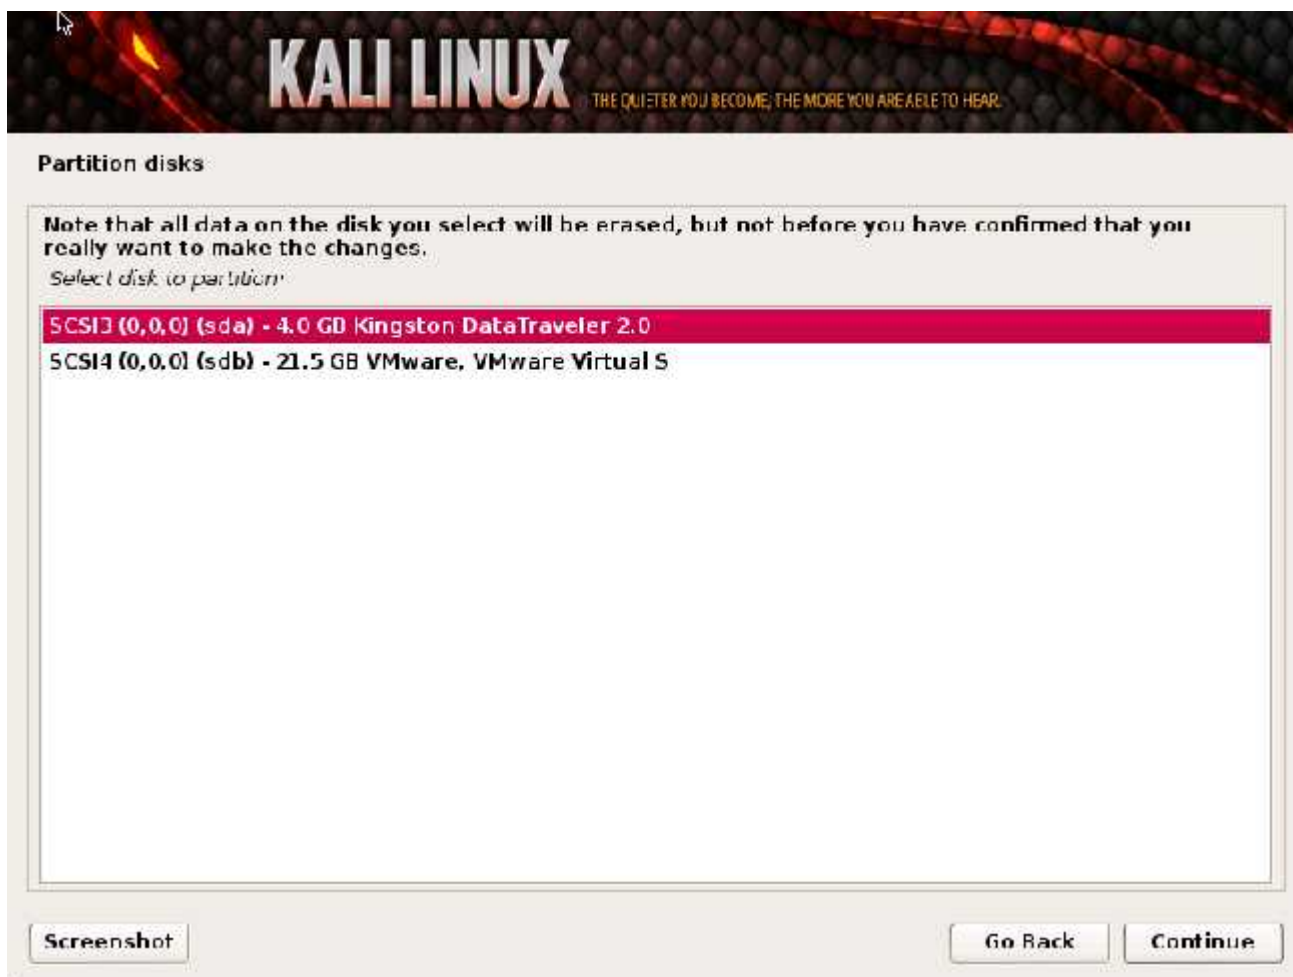 KALI LINUX THE QUIETER YOU BECOME, THE MORE YOU ARE ABLE TO HEAR.
Partition disks
Note that all data on the disk you select will be erased, but not before you have confirmed that you
really want to make the changes.
Select disk to partition:
SCSI3 (0,0,0) (sda) - 4.0 GB Kingston DataTraveler 2.0
SCSI4 (0,0,0) (sdb) - 21.5 GB VMware, VMware Virtual S
Screenshot Go Back Continue